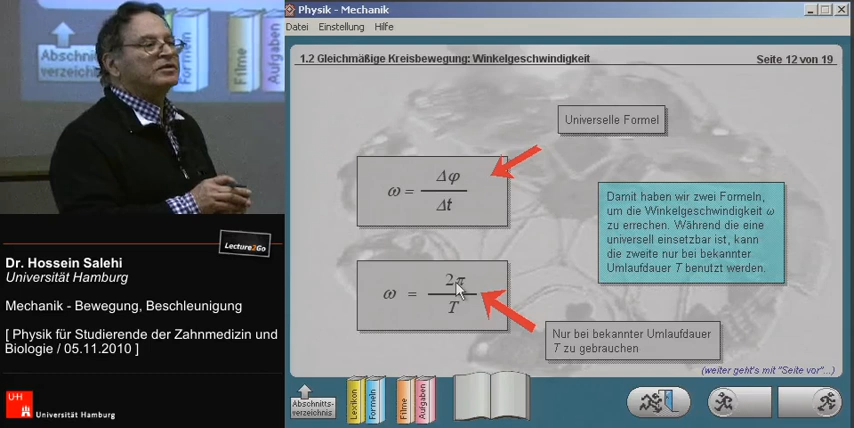 Abschnitts
verzeichnis
Formeln
Filme
Aufgaben
Lecture2Go
Dr. Hossein Salehi
Universität Hamburg
Mechanik - Bewegung, Beschleunigung
[ Physik für Studierende der Zahnmedizin und
Biologie / 05.11.2010 ]
UH
Universität Hamburg
Physik - Mechanik
Datei Einstellung Hilfe
1.2 Gleichmäßige Kreisbewegung: Winkelgeschwindigkeit
Seite 12 von 19
Universelle Formel
ω = Δφ / Δt
Damit haben wir zwei Formeln,
um die Winkelgeschwindigkeit ω
zu errechen. Während die eine
universell einsetzbar ist, kann
die zweite nur bei bekannter
Umlaufdauer T benutzt werden.
ω = 2π / T
Nur bei bekannter Umlaufdauer
T zu gebrauchen
(weiter geht's mit "Seite vor"...)
Abschnitts-
verzeichnis
Lexikon
Formeln
Filme
Aufgaben